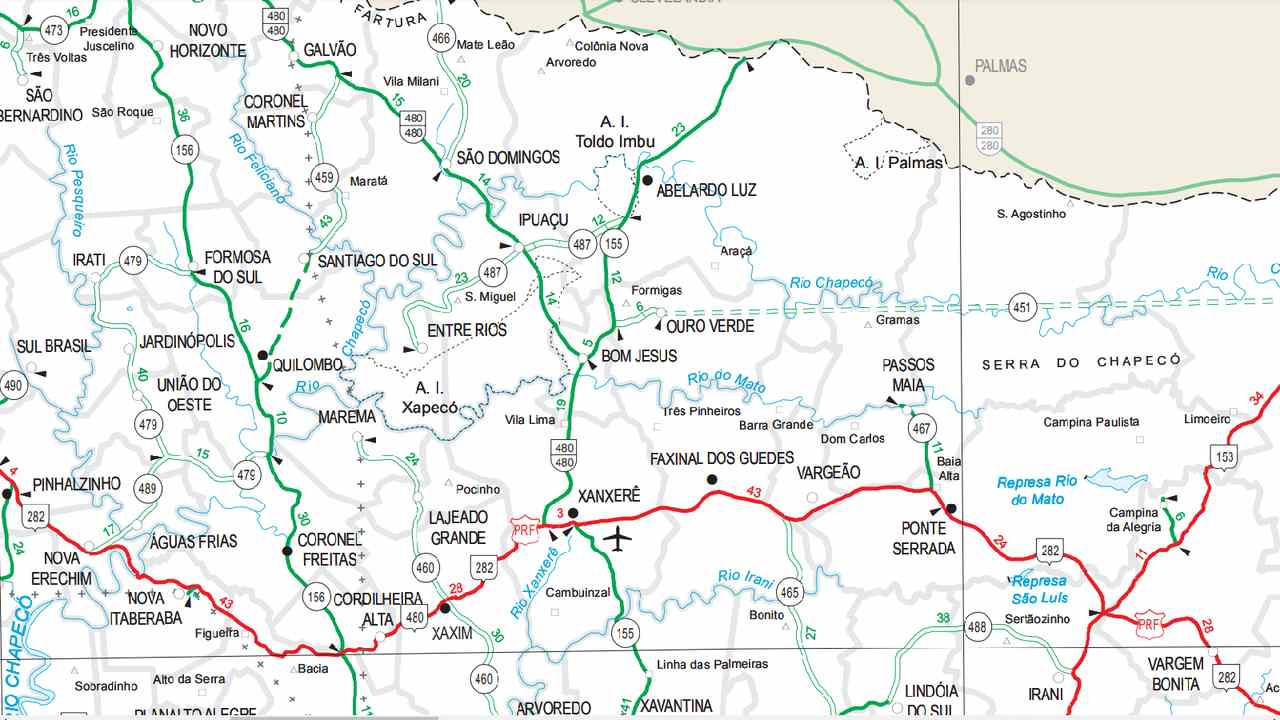 16
473
Presidente
Juscelino
Três Voltas
6
SÃO
BERNARDINO
NOVO
HORIZONTE
480
480
GALVÃO
FARTURA
466
Mate Leão
Colônia Nova
Arvoredo
CLEVELANDIA
PALMAS
280
280
Vila Milani
20
15
480
480
CORONEL
MARTINS
São Roque
36
156
Rio Pesqueiro
Rio Feliciano
459
Maratá
43
SÃO DOMINGOS
14
A. I.
Toldo Imbu
23
ABELARDO LUZ
A. I. Palmas
S. Agostinho
IPUAÇU
12
487
155
Araçá
IRATI
479
FORMOSA
DO SUL
SANTIAGO DO SUL
23
487
S. Miguel
12
14
Formigas
6
OURO VERDE
Rio Chapecó
Rio
C
451
Gramas
ENTRE RIOS
Chapecó
Rio
16
JARDINÓPOLIS
QUILOMBO
SUL BRASIL
490
40
UNIÃO DO
OESTE
479
10
MAREMA
A. I.
Xapecó
5
BOM JESUS
19
Vila Lima
Rio do Mato
Três Pinheiros
Barra Grande
Dom Carlos
PASSOS
MAIA
467
11
Baia
Alta
SERRA DO CHAPECÓ
34
Campina Paulista
Limceiro
153
480
480
FAXINAL DOS GUEDES
VARGEÃO
Represa Rio
do Mato
Campina
da Alegria
6
15
479
489
24
Pocinho
4
PINHALZINHO
282
17
24
ÁGUAS FRIAS
30
CORONEL
FREITAS
LAJEADO
GRANDE
PRF
3
XANXERÊ
43
PONTE
SERRADA
24
282
11
NOVA
ERECHIM
NOVA
ITABERABA
43
Figueira
156
CORDILHEIRA
ALTA
480
460
28
282
XAXIM
30
Rio Xanxerê
Cambuinzal
Rio Irani
465
Bonito
27
155
Represa
São Luís
Sertãozinho
488
38
PRF
28
RIO CHAPECÓ
Bacia
Sobradinho
Alto da Serra
PLANALTO ALEGRE
11
460
ARVOREDO
Linha das Palmeiras
41
XAVANTINA
LINDÓIA
DO SUL
IRANI
VARGEM
BONITA
282
Ac